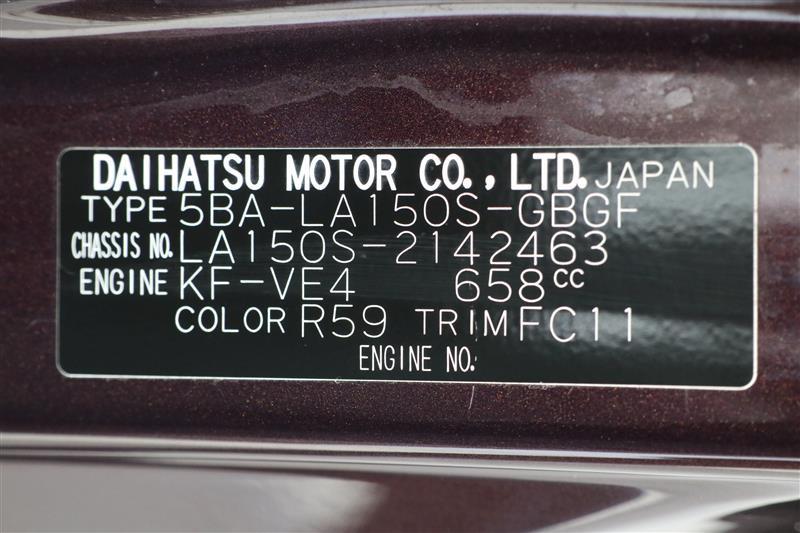 DAIHATSU MOTOR CO., LTD. JAPAN
TYPE 5BA-LA150S-GBGF
CHASSIS NO. LA150S-2142463
ENGINE KF-VE4 658cc
COLOR R59 TRIM FC11
ENGINE NO.